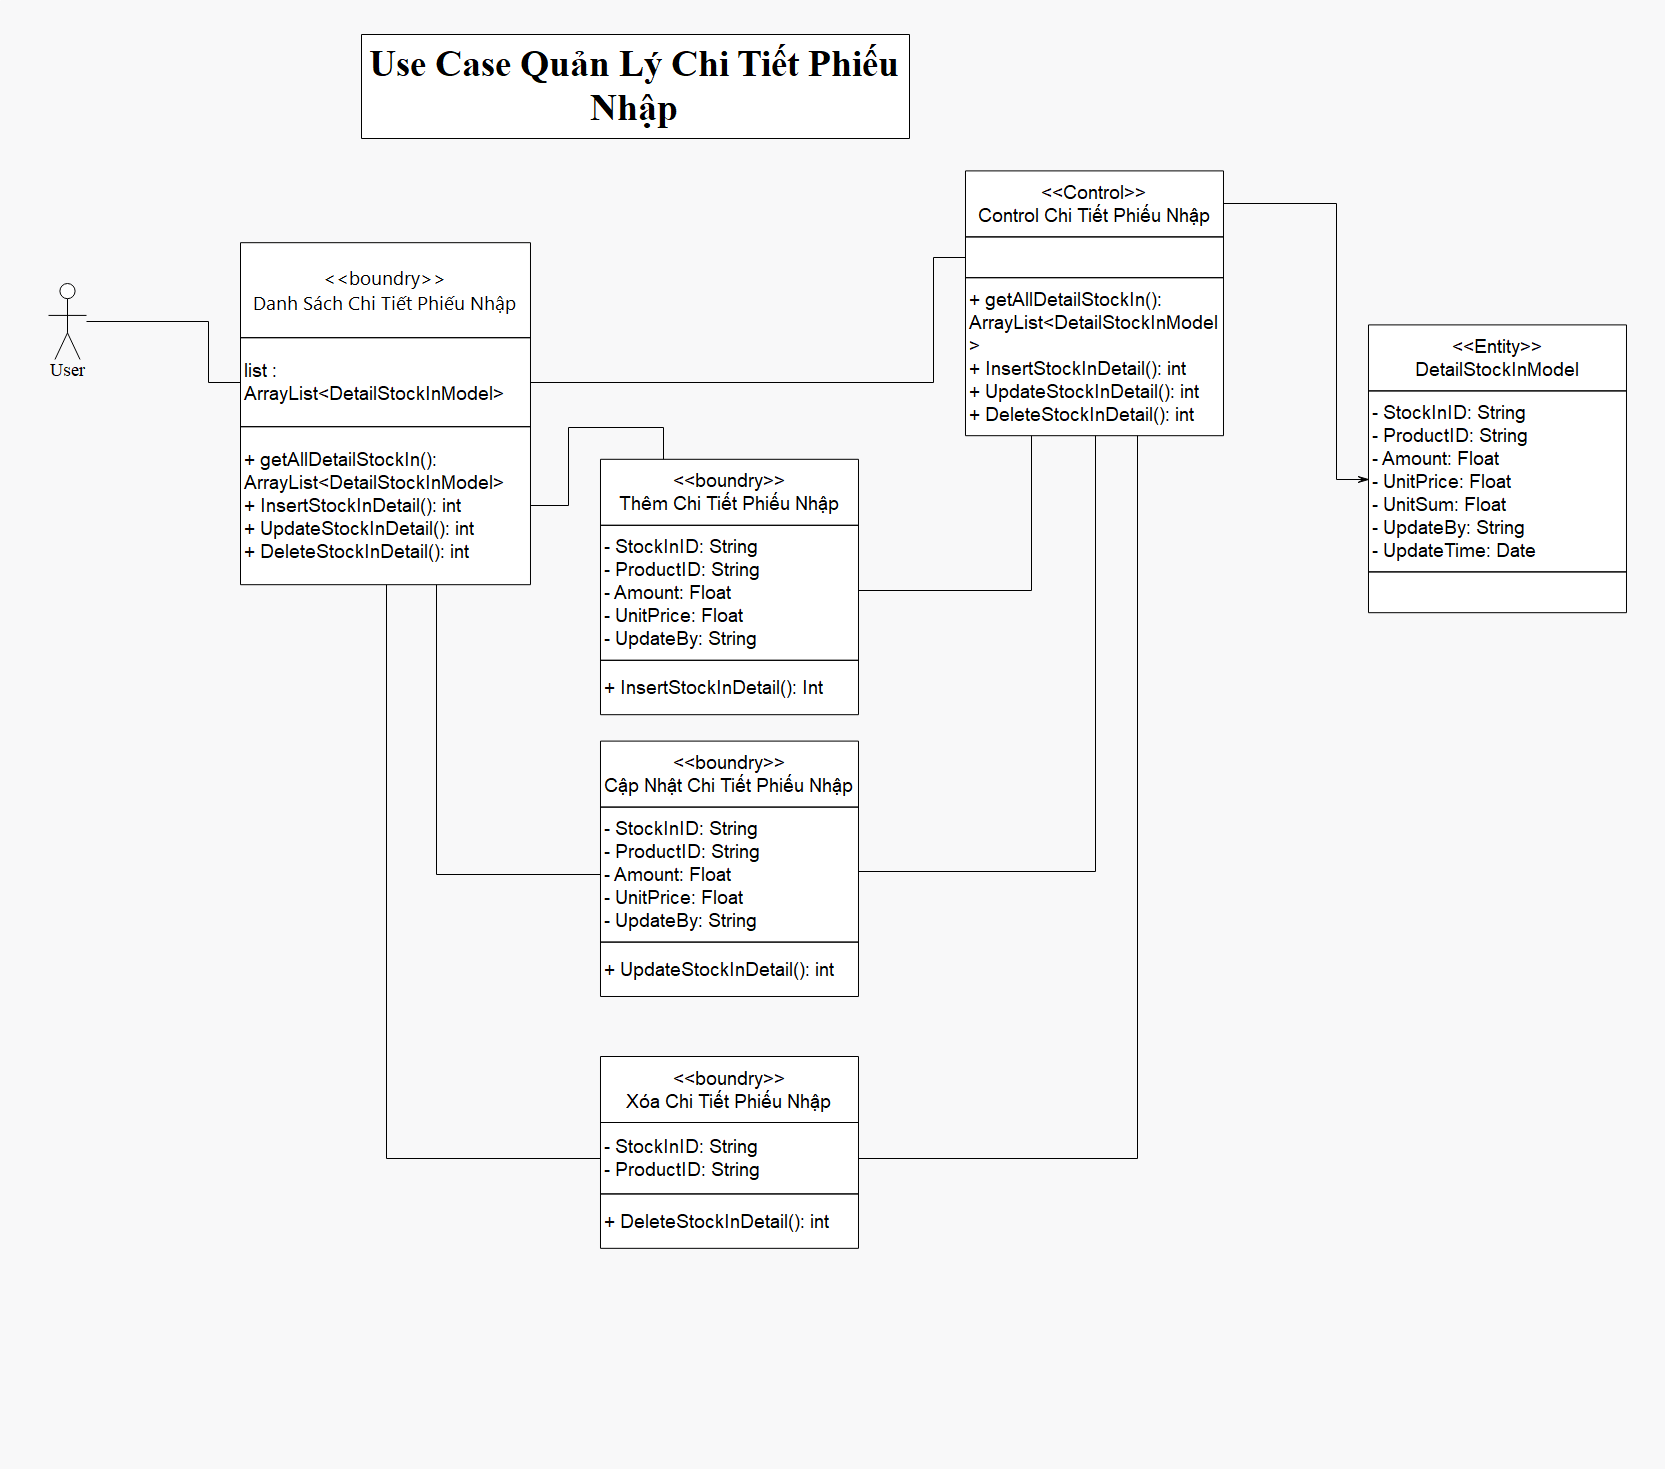 Use Case Quản Lý Chi Tiết Phiếu
Nhập
User
<<boundry>>
Danh Sách Chi Tiết Phiếu Nhập
list :
ArrayList<DetailStockInModel>
+ getAllDetailStockIn():
ArrayList<DetailStockInModel>
+ InsertStockInDetail(): int
+ UpdateStockInDetail(): int
+ DeleteStockInDetail(): int
<<boundry>>
Thêm Chi Tiết Phiếu Nhập
- StockInID: String
- ProductID: String
- Amount: Float
- UnitPrice: Float
- UpdateBy: String
+ InsertStockInDetail(): Int
<<boundry>>
Cập Nhật Chi Tiết Phiếu Nhập
- StockInID: String
- ProductID: String
- Amount: Float
- UnitPrice: Float
- UpdateBy: String
+ UpdateStockInDetail(): int
<<boundry>>
Xóa Chi Tiết Phiếu Nhập
- StockInID: String
- ProductID: String
+ DeleteStockInDetail(): int
<<Control>>
Control Chi Tiết Phiếu Nhập
+ getAllDetailStockIn():
ArrayList<DetailStockInModel
>
+ InsertStockInDetail(): int
+ UpdateStockInDetail(): int
+ DeleteStockInDetail(): int
<<Entity>>
DetailStockInModel
- StockInID: String
- ProductID: String
- Amount: Float
- UnitPrice: Float
- UnitSum: Float
- UpdateBy: String
- UpdateTime: Date